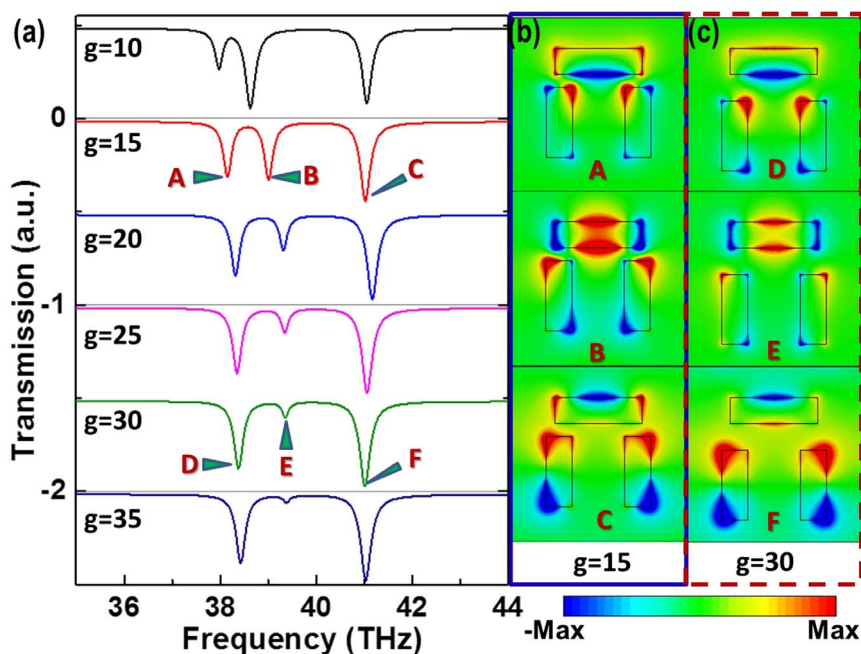 (a)
g=10
0
g=15
A
B
C
g=20
-1
g=25
g=30
D
E
F
-2
g=35
Transmission (a.u.)
36 38 40 42 44
Frequency (THz)
(b)
A
B
C
g=15
(c)
D
E
F
g=30
-Max Max